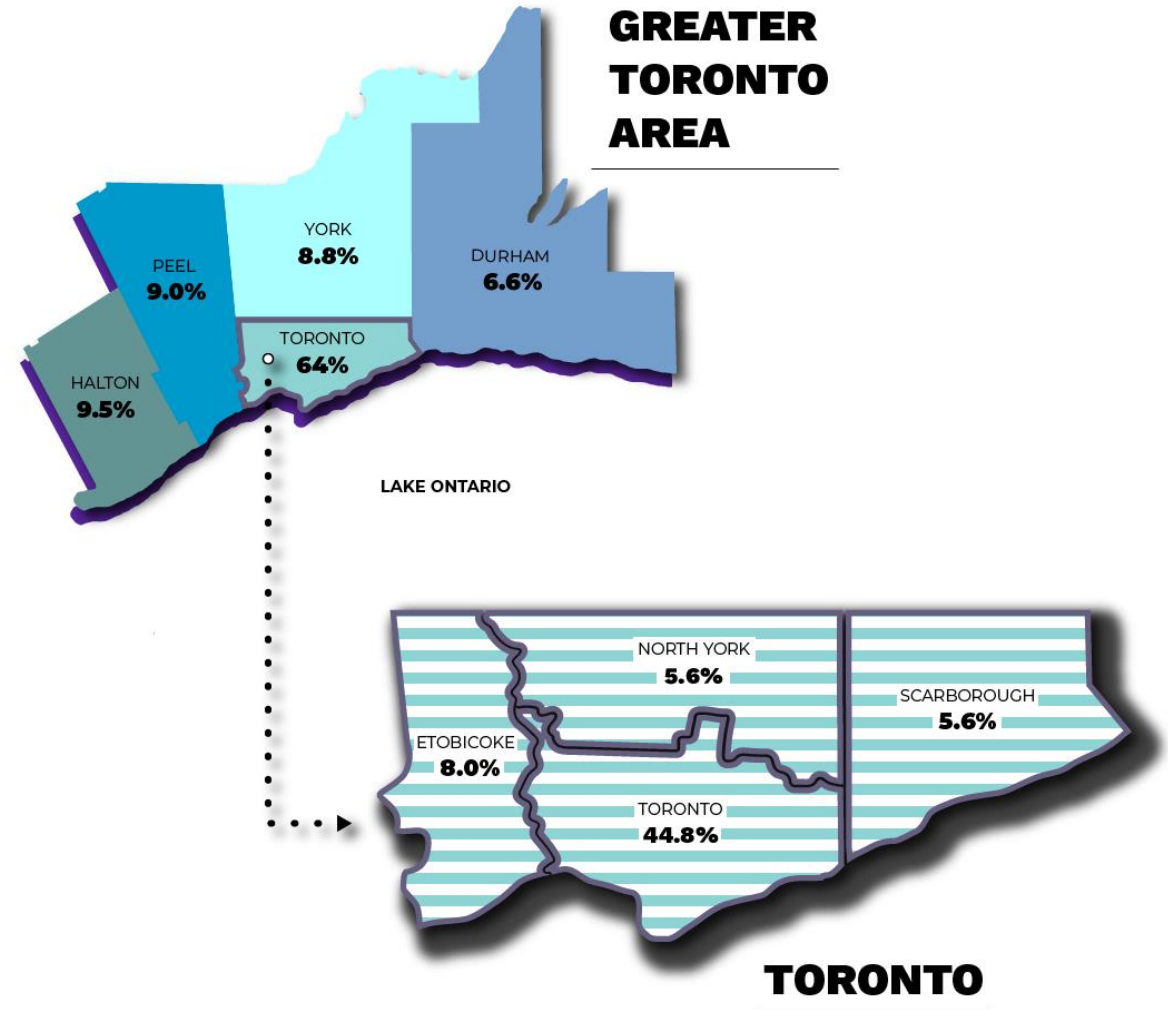 GREATER
TORONTO
AREA
YORK
8.8%
DURHAM
6.6%
PEEL
9.0%
TORONTO
64%
HALTON
9.5%
LAKE ONTARIO
NORTH YORK
5.6%
SCARBOROUGH
5.6%
ETOBICOKE
8.0%
TORONTO
44.8%
TORONTO